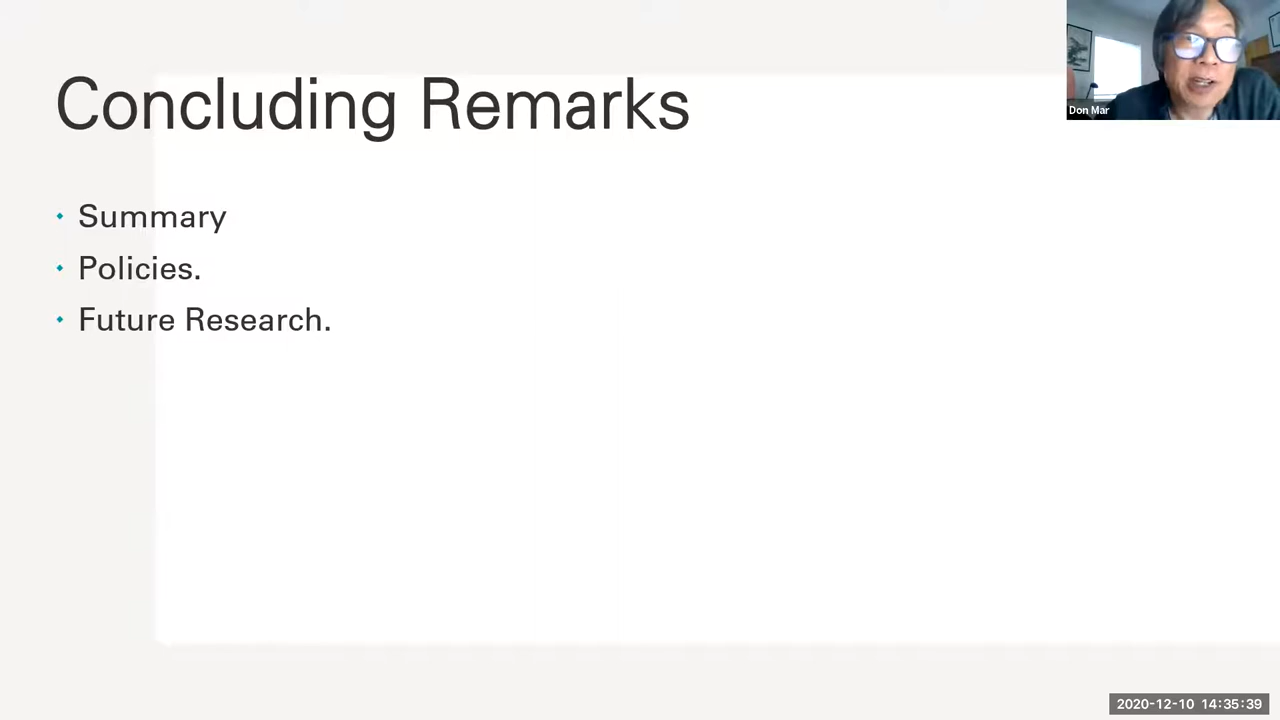 Concluding Remarks
Don Mar
• Summary
• Policies.
• Future Research.
2020-12-10 14:35:39